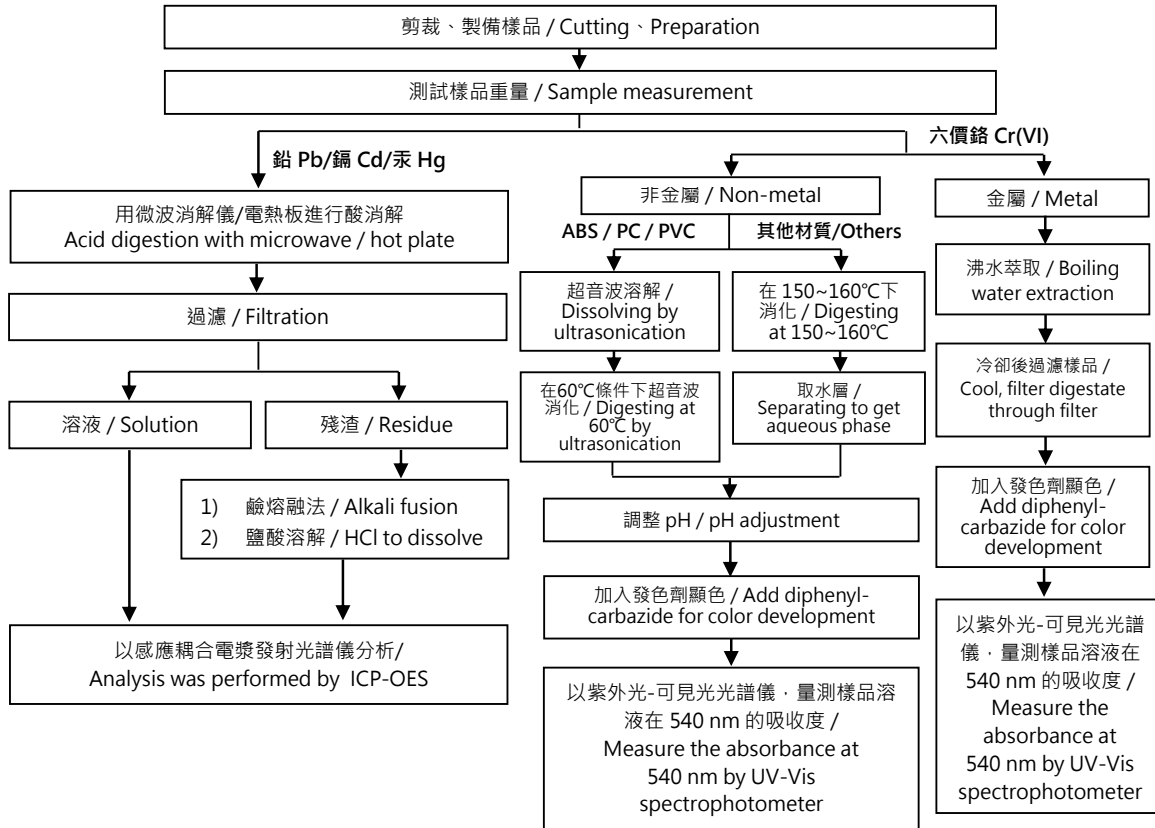 剪裁、製備樣品 / Cutting、Preparation
測試樣品重量 / Sample measurement
鉛 Pb/鎘 Cd/汞 Hg
六價鉻 Cr(VI)
用微波消解儀/電熱板進行酸消解
Acid digestion with microwave / hot plate
過濾 / Filtration
溶液 / Solution
殘渣 / Residue
1) 鹼熔融法 / Alkali fusion
2) 鹽酸溶解 / HCl to dissolve
以感應耦合電漿發射光譜儀分析/
Analysis was performed by ICP-OES
非金屬 / Non-metal
ABS / PC / PVC
其他材質/Others
超音波溶解 /
Dissolving by
ultrasonication
在60℃條件下超音波
消化 / Digesting at
60℃ by
ultrasonication
在 150~160℃下
消化 / Digesting
at 150~160℃
取水層 /
Separating to get
aqueous phase
調整 pH / pH adjustment
加入發色劑顯色 / Add diphenyl-
carbazide for color development
以紫外光-可見光光譜儀，量測樣品溶
液在 540 nm 的吸收度 /
Measure the absorbance at
540 nm by UV-Vis
spectrophotometer
金屬 / Metal
沸水萃取 / Boiling
water extraction
冷卻後過濾樣品 /
Cool, filter digestate
through filter
加入發色劑顯色 /
Add diphenyl-
carbazide for color
development
以紫外光-可見光光譜
儀，量測樣品溶液在
540 nm 的吸收度 /
Measure the
absorbance at
540 nm by UV-Vis
spectrophotometer